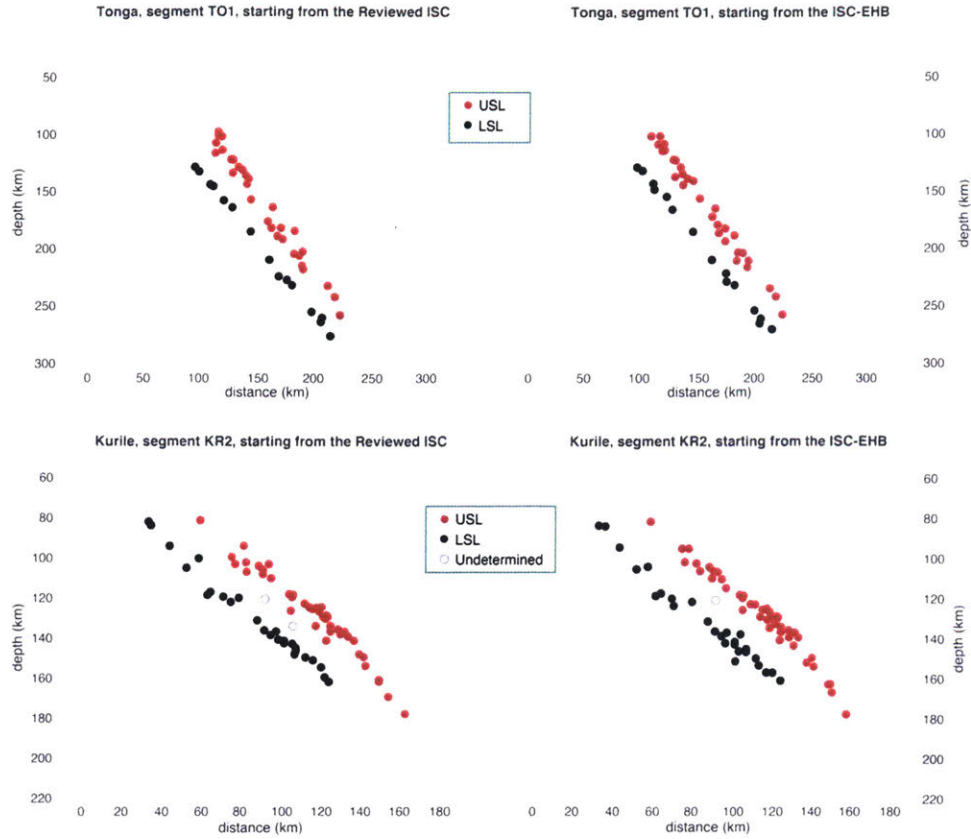 Tonga, segment TO1, starting from the Reviewed ISC
Tonga, segment TO1, starting from the ISC-EHB
50
100
150
200
250
300
depth (km)
0 50 100 150 200 250 300
distance (km)
USL
LSL
50
100
150
200
250
300
depth (km)
0 50 100 150 200 250 300
distance (km)
Kurile, segment KR2, starting from the Reviewed ISC
Kurile, segment KR2, starting from the ISC-EHB
60
80
100
120
140
160
180
200
220
depth (km)
0 20 40 60 80 100 120 140 160 180
distance (km)
USL
LSL
Undetermined
60
80
100
120
140
160
180
200
220
depth (km)
0 20 40 60 80 100 120 140 160 180
distance (km)